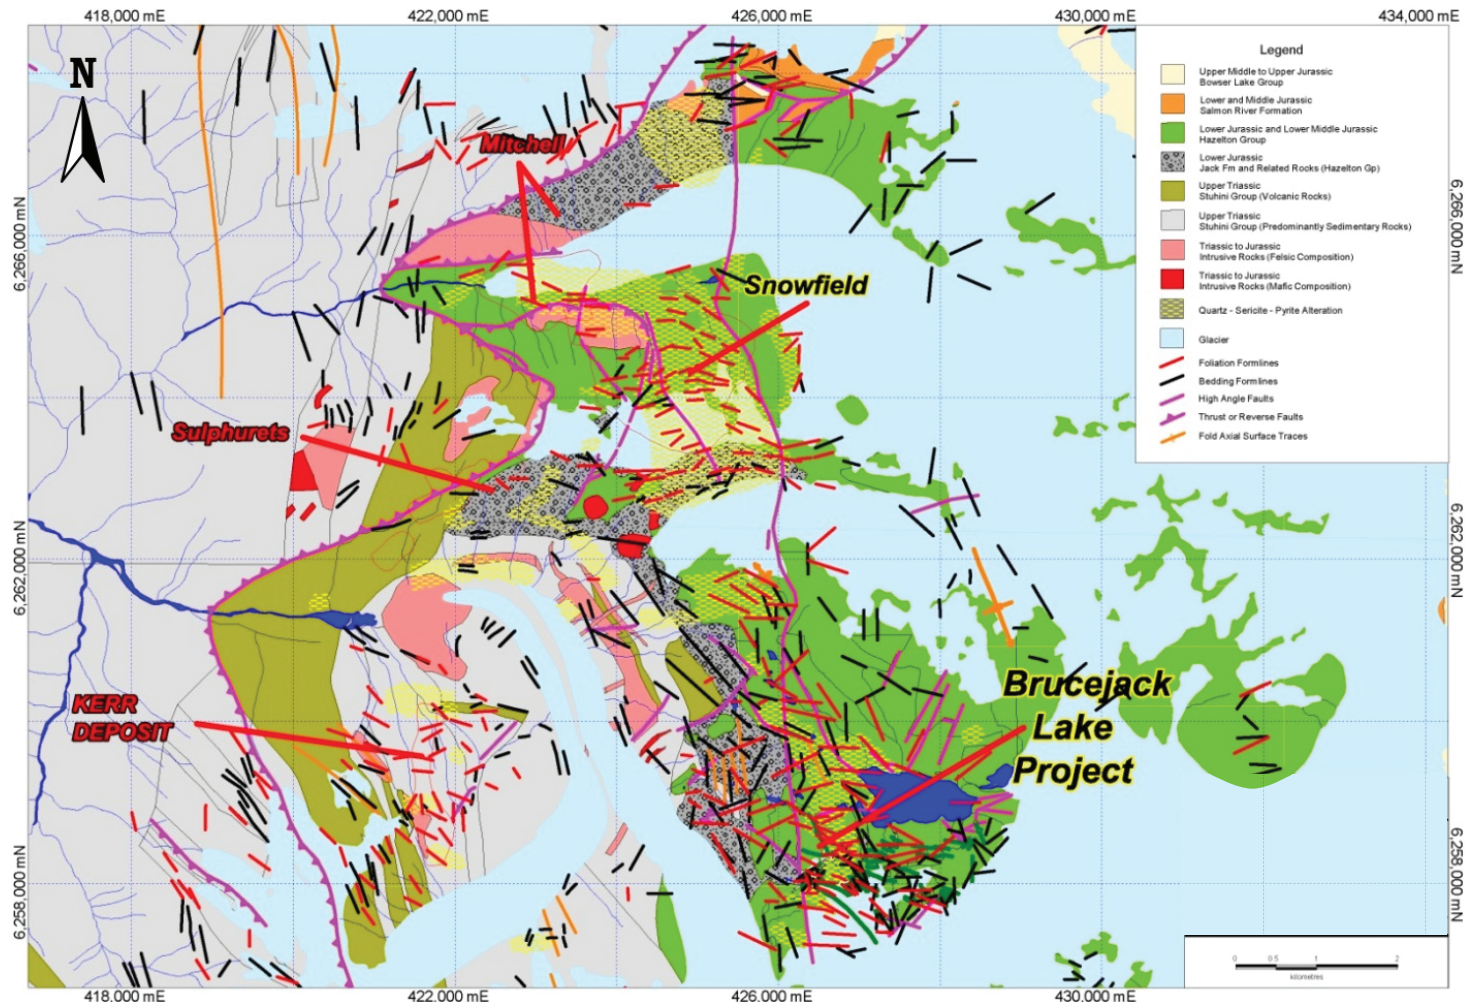 418,000 mE
422,000 mE
426,000 mE
430,000 mE
434,000 mE
N
Legend
Upper Middle to Upper Jurassic
Bowser Lake Group
Lower and Middle Jurassic
Salmon River Formation
Lower Jurassic and Lower Middle Jurassic
Hazelton Group
Lower Jurassic
Jack Fm and Related Rocks (Hazelton Gp)
Upper Triassic
Stuhini Group (Volcanic Rocks)
Upper Triassic
Stuhini Group (Predominantly Sedimentary Rocks)
Triassic to Jurassic
Intrusive Rocks (Felsic Composition)
Triassic to Jurassic
Intrusive Rocks (Mafic Composition)
Quartz - Sericite - Pyrite Alteration
Glacier
Foliation Formlines
Bedding Formlines
High Angle Faults
Thrust or Reverse Faults
Fold Axial Surface Traces
Mitchell
6,266,000 mN
6,266,000 mN
Snowfield
Sulphurets
6,262,000 mN
6,262,000 mN
Brucejack
Lake
Project
KERR
DEPOSIT
6,258,000 mN
6,258,000 mN
0
0.5
1
2
kilometres
418,000 mE
422,000 mE
426,000 mE
430,000 mE